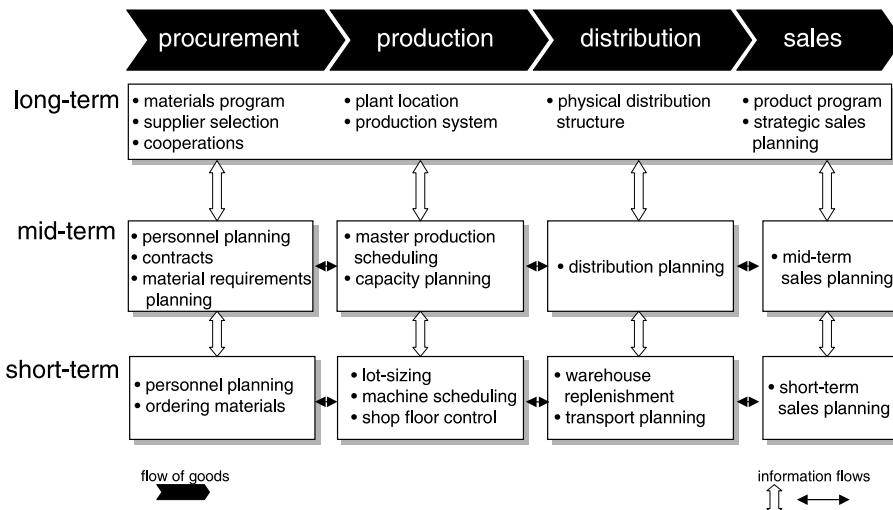 procurement
production
distribution
sales
long-term
• materials program
• supplier selection
• cooperations
• plant location
• production system
• physical distribution
structure
• product program
• strategic sales
planning
mid-term
• personnel planning
• contracts
• material requirements
planning
• master production
scheduling
• capacity planning
• distribution planning
• mid-term
sales planning
short-term
• personnel planning
• ordering materials
• lot-sizing
• machine scheduling
• shop floor control
• warehouse
replenishment
• transport planning
• short-term
sales planning
flow of goods
information flows